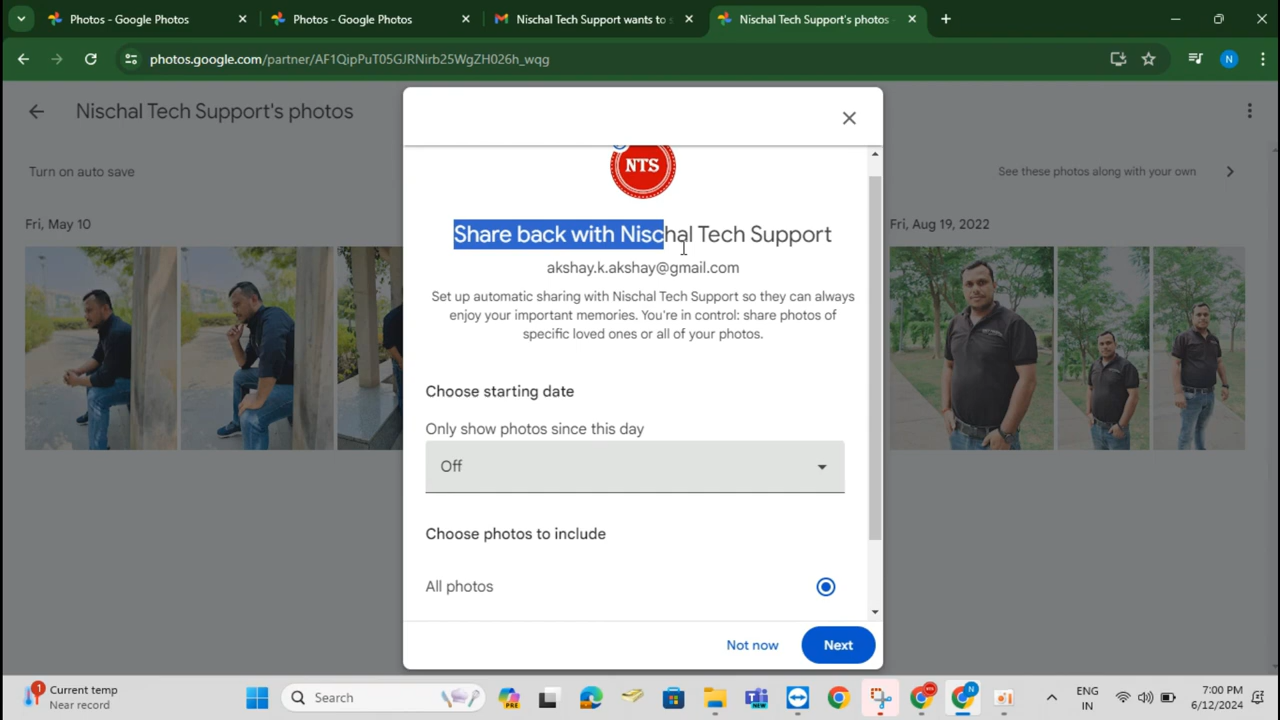 Photos - Google Photos
Photos - Google Photos
Nischal Tech Support wants to
Nischal Tech Support's photos
photos.google.com/partner/AF1QipPuT05GJRNirb25WgZH026h_wqg
N
Nischal Tech Support's photos
Turn on auto save
See these photos along with your own
Fri, May 10
Fri, Aug 19, 2022
NTS
Share back with Nischal Tech Support
akshay.k.akshay@gmail.com
Set up automatic sharing with Nischal Tech Support so they can always
enjoy your important memories. You're in control: share photos of
specific loved ones or all of your photos.
Choose starting date
Only show photos since this day
Off
Choose photos to include
All photos
Not now
Next
1
Current temp
Near record
Search
PRE
NEW
N
ENG
IN
7:00 PM
6/12/2024